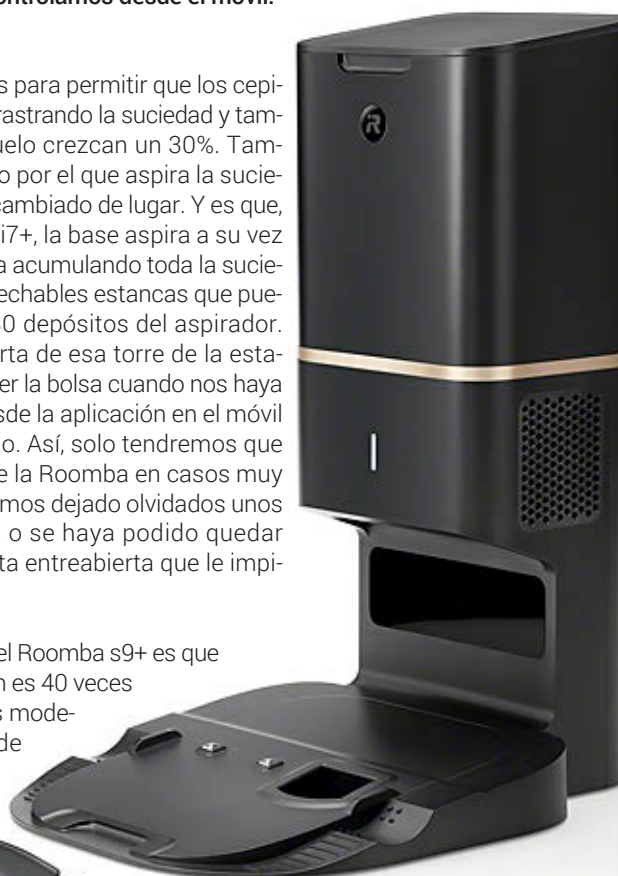 ontrolamos desde el móvil.
s para permitir que los cepi-
rastrando la suciedad y tam-
uelo crezcan un 30%. Tam-
o por el que aspira la sucie-
cambiado de lugar. Y es que,
i7+, la base aspira a su vez
a acumulando toda la sucie-
echables estancas que pue-
30 depósitos del aspirador.
rta de esa torre de la esta-
er la bolsa cuando nos haya
sde la aplicación en el móvil
o. Así, solo tendremos que
e la Roomba en casos muy
mos dejado olvidados unos
o se haya podido quedar
ta entreabierta que le impi-
el Roomba s9+ es que
n es 40 veces
s mode-
de
R